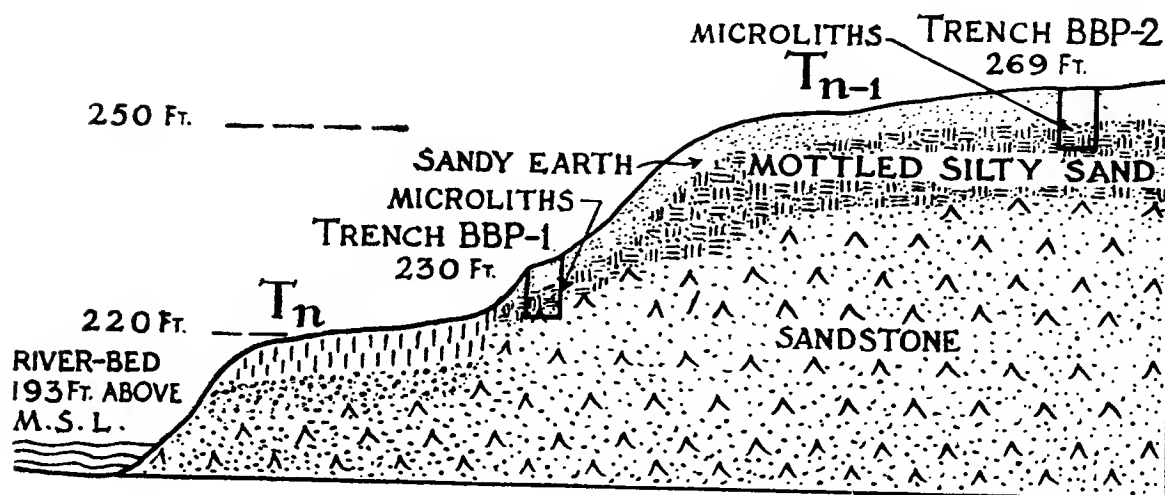 MICROLITHS
TRENCH BBP-2
269 FT.
Tn-1
250 FT.
SANDY EARTH
MOTTLED SILTY SAND
MICROLITHS
TRENCH BBP-1
230 FT.
Tn
220 FT.
SANDSTONE
RIVER-BED
193 FT. ABOVE
M.S.L.